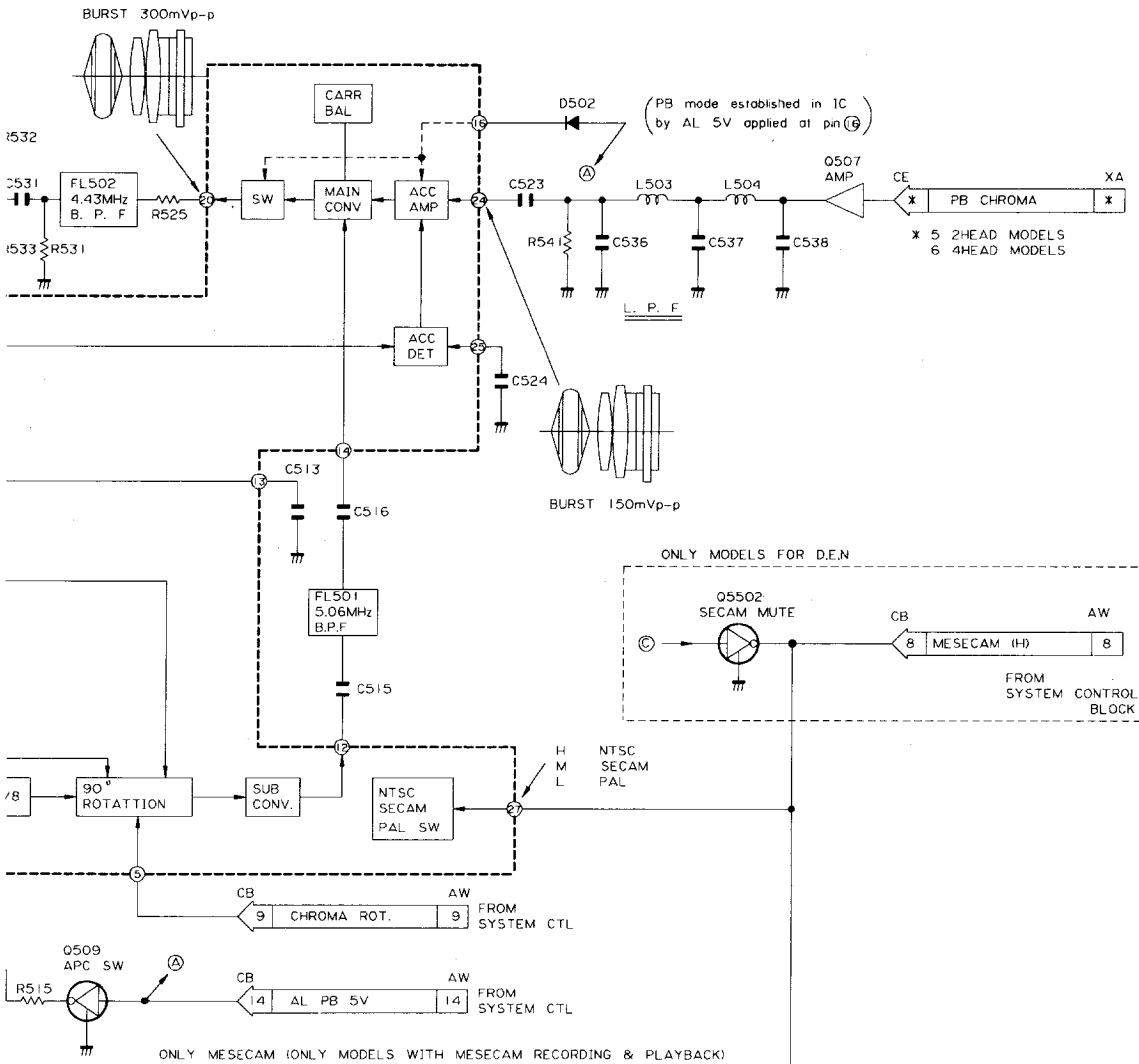 BURST 300mVp-p
CARR
BAL
16
D502
(PB mode established in IC
by AL 5V applied at pin 16)
A
R532
C531
FL502
4.43MHz
B. P. F
R525
20
SW
MAIN
CONV
ACC
AMP
24
C523
L503
L504
Q507
AMP
CE
XA
*
PB CHROMA
*
* 5 2HEAD MODELS
6 4HEAD MODELS
R533
R531
R541
C536
C537
C538
L. P. F
ACC
DET
25
C524
BURST 150mVp-p
14
13
C513
C516
FL501
5.06MHz
B.P.F
C515
12
ONLY MODELS FOR D.E.N
Q5502
SECAM MUTE
C
CB
AW
8
MESECAM (H)
8
FROM
SYSTEM CONTROL
BLOCK
H NTSC
M SECAM
L PAL
/8
90°
ROTATTION
SUB
CONV.
NTSC
SECAM
PAL SW
27
5
CB
AW
9
CHROMA ROT.
9
FROM
SYSTEM CTL
Q509
APC SW
A
R515
CB
AW
14
AL PB 5V
14
FROM
SYSTEM CTL
ONLY MESECAM (ONLY MODELS WITH MESECAM RECORDING & PLAYBACK)